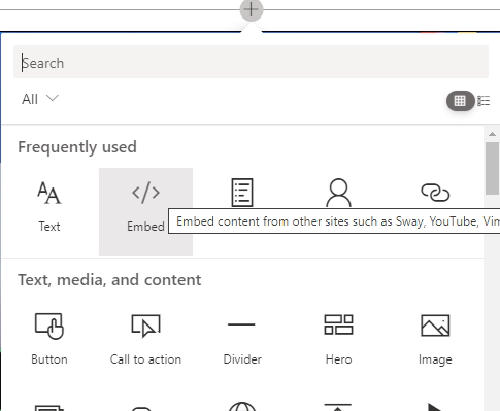 Search
All
Frequently used
Text
Embed
Embed content from other sites such as Sway, YouTube, Vim
Text, media, and content
Button
Call to action
Divider
Hero
Image